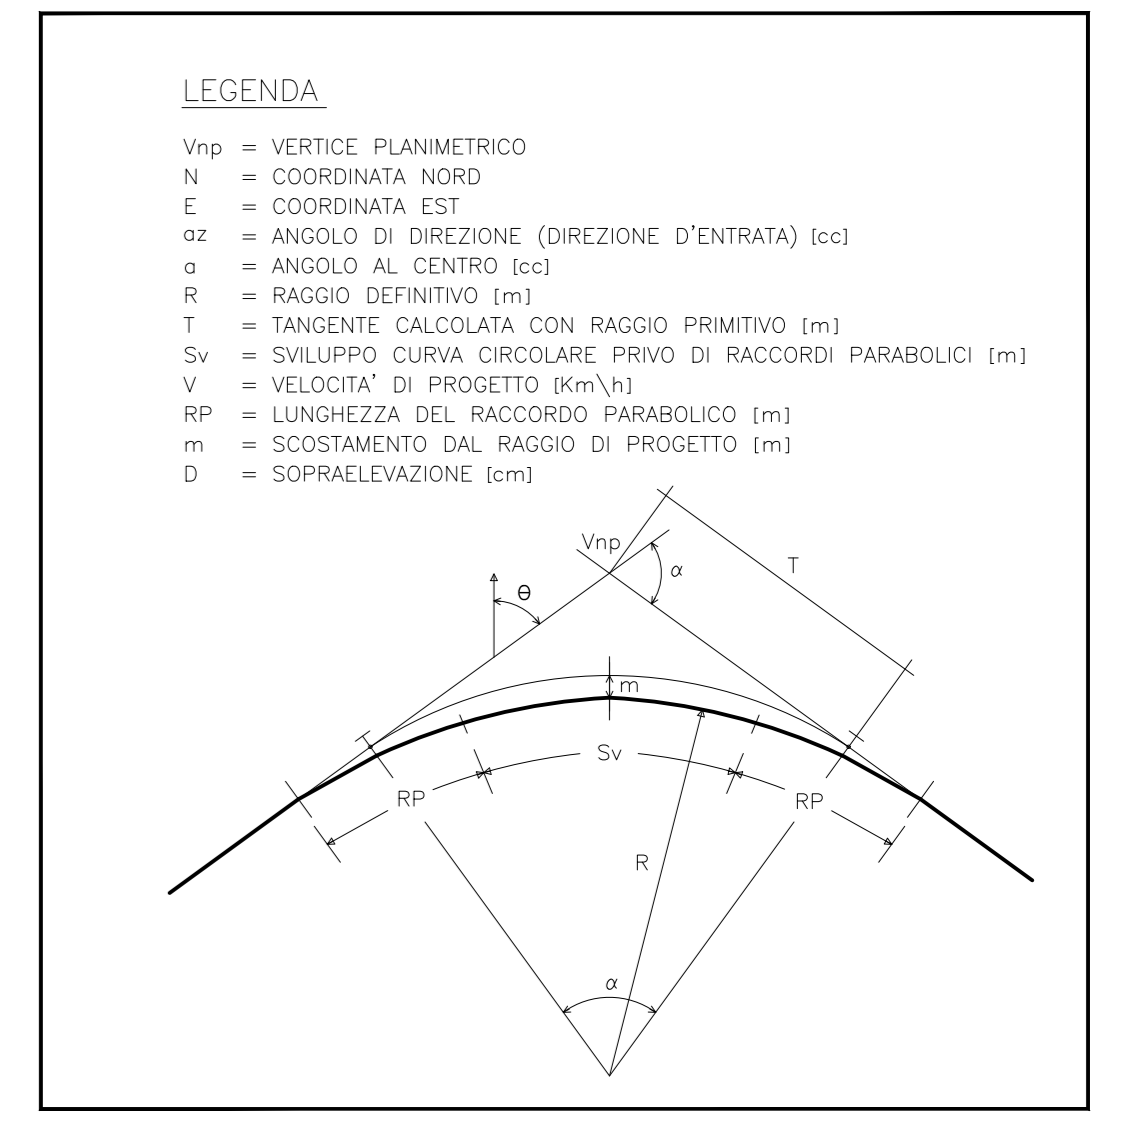 LEGENDA
Vnp = VERTICE PLANIMETRICO
N = COORDINATA NORD
E = COORDINATA EST
az = ANGOLO DI DIREZIONE (DIREZIONE D'ENTRATA) [cc]
a = ANGOLO AL CENTRO [cc]
R = RAGGIO DEFINITIVO [m]
T = TANGENTE CALCOLATA CON RAGGIO PRIMITIVO [m]
Sv = SVILUPPO CURVA CIRCOLARE PRIVO DI RACCORDI PARABOLICI [m]
V = VELOCITA' DI PROGETTO [Km\h]
RP = LUNGHEZZA DEL RACCORDO PARABOLICO [m]
m = SCOSTAMENTO DAL RAGGIO DI PROGETTO [m]
D = SOPRAELEVAZIONE [cm]
Vnp
T
α
θ
m
Sv
RP
RP
R
α